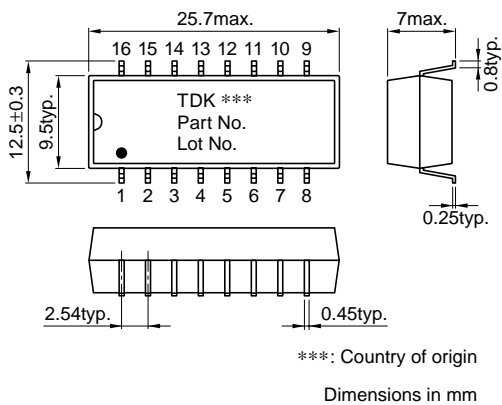 25.7max.
7max.
16 15 14 13 12 11 10 9
0.8typ.
12.5±0.3
9.5typ.
TDK ***
Part No.
Lot No.
1 2 3 4 5 6 7 8
0.25typ.
2.54typ.
0.45typ.
***: Country of origin
Dimensions in mm